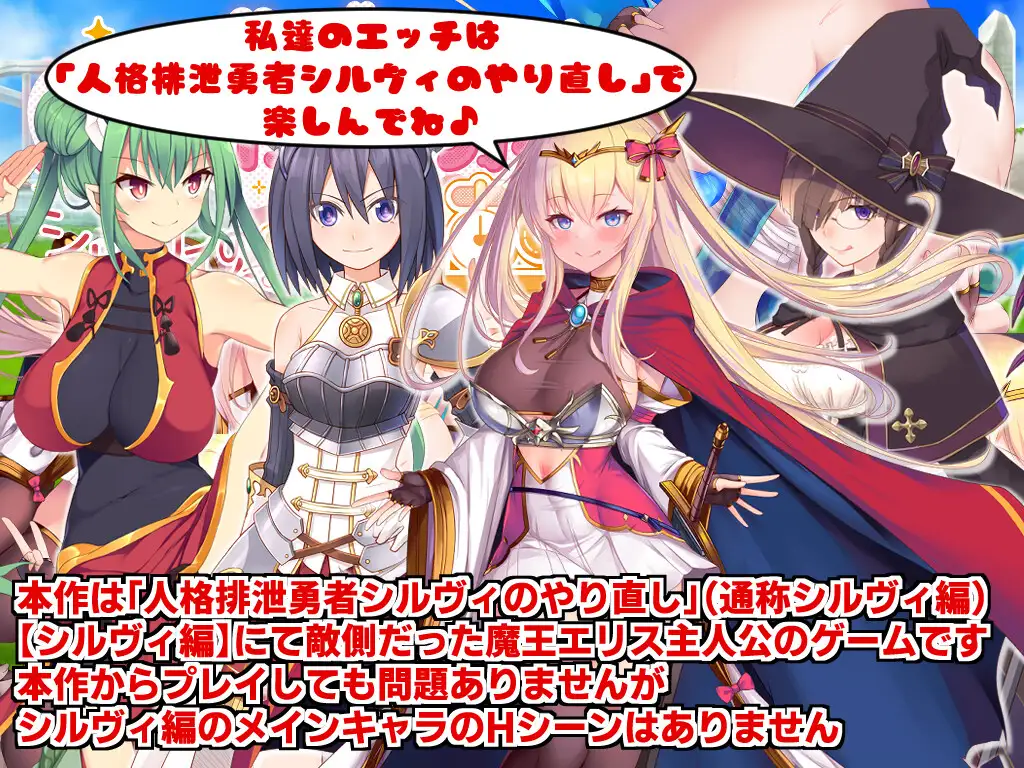 私達のエッチは
「人格排泄勇者シルヴィのやり直し」で
楽しんでね♪
本作は「人格排泄勇者シルヴィのやり直し」(通称シルヴィ編)
【シルヴィ編】にて敵側だった魔王エリス主人公のゲームです
本作からプレイしても問題ありませんが
シルヴィ編のメインキャラのHシーンはありません